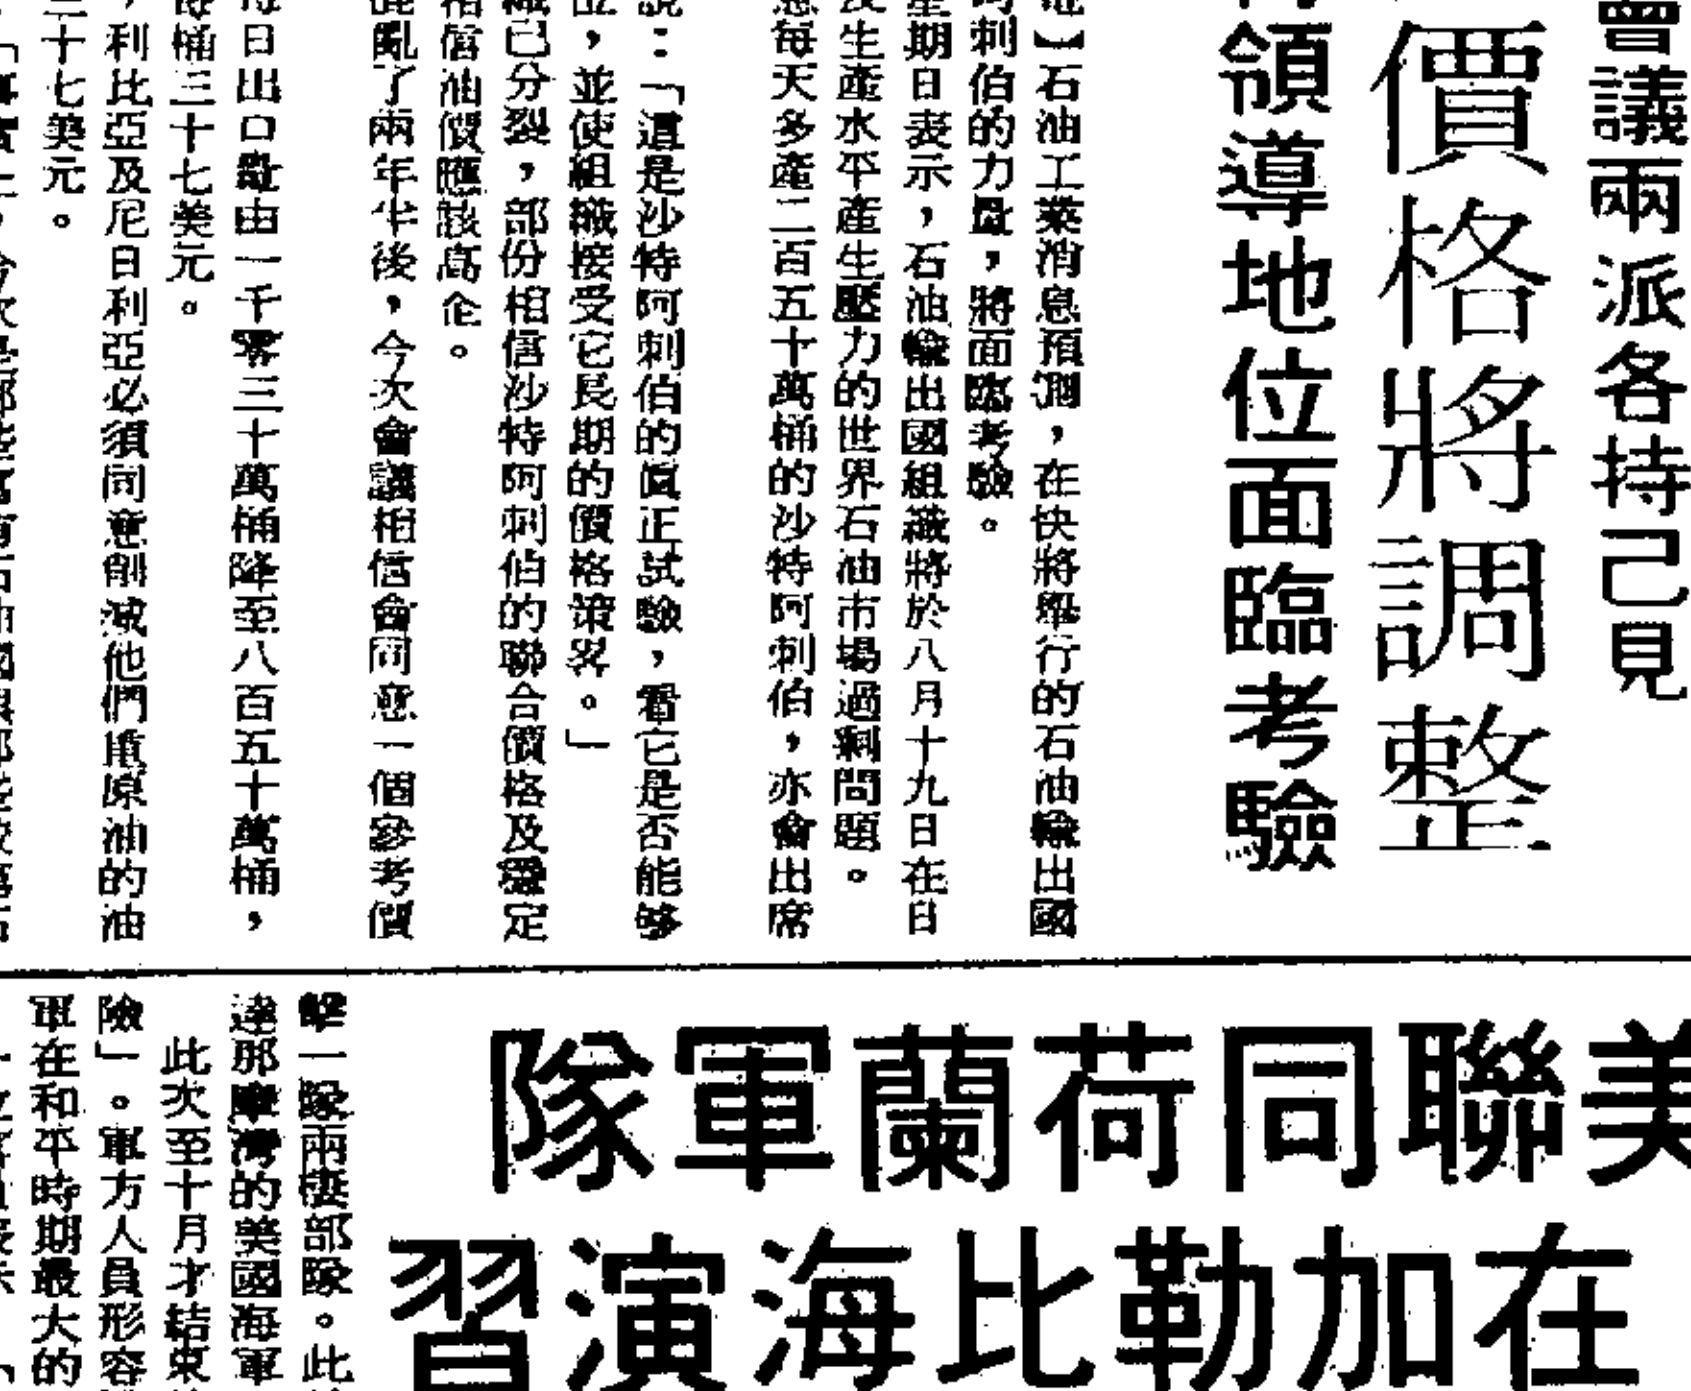 會議兩派各持己見
價格將調整
領導地位面臨考驗
】石油工業消息預測，在快將舉行的石油輸出國
刺伯的力量，將面臨考驗。
星期日表示，石油輸出國組織將於八月十九日在日
生產水平產生壓力的世界石油市場過剩問題。
每天多產二百五十萬桶的沙特阿刺伯，亦會出席
說：「這是沙特阿刺伯的真正試驗，看它是否能够
，並使組織接受它長期的價格策畧。」
織已分裂，部份相信沙特阿刺伯的聯合價格及穩定
相信油價應該高企。
混亂了兩年半後，今次會議相信會同意一個參考價
每日出口量由一千零三十萬桶降至八百五十萬桶，
每桶三十七美元。
，利比亞及尼日利亞必須同意削減他們重原油的油
三十七美元。
美聯同荷蘭軍隊
在加勒比海演習
擊一隊兩棲部隊。此
達那摩灣的美國海軍
此次至十月才結束
險」。軍方人員形容
軍在和平時期最大的